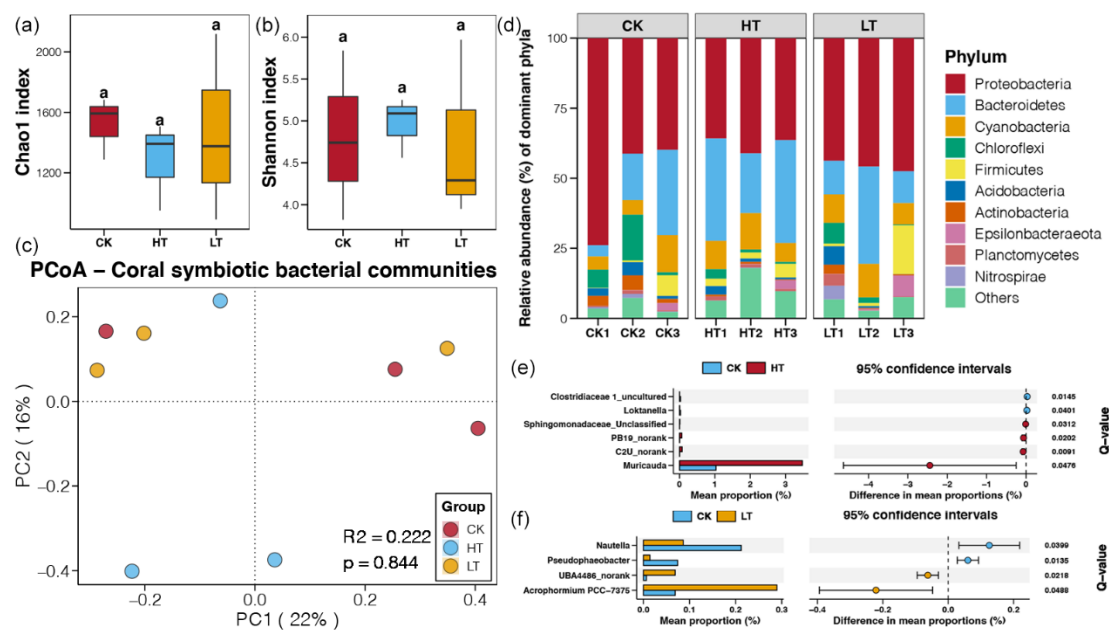 (a)
Chao1 index
2000
1600
1200
a
a
a
CK
HT
LT
(b)
Shannon index
6.0
5.5
5.0
4.5
4.0
a
a
a
CK
HT
LT
(c)
PCoA – Coral symbiotic bacterial communities
PC2 ( 16% )
0.2
0.0
−0.2
−0.4
−0.2
0.0
0.2
0.4
PC1 ( 22% )
R2 = 0.222
p = 0.844
Group
CK
HT
LT
(d)
Relative abundance (%) of dominant phyla
100
75
50
25
0
CK
HT
LT
CK1
CK2
CK3
HT1
HT2
HT3
LT1
LT2
LT3
Phylum
Proteobacteria
Bacteroidetes
Cyanobacteria
Chloroflexi
Firmicutes
Acidobacteria
Actinobacteria
Epsilonbacteraeota
Planctomycetes
Nitrospirae
Others
(e)
CK
HT
95% confidence intervals
Clostridiaceae 1_uncultured
0.0145
Loktanella
0.0401
Sphingomonadaceae_Unclassified
0.0312
PB19_norank
0.0202
C2U_norank
0.0091
Muricauda
0.0476
0
1
2
3
Mean proportion (%)
−4
−3
−2
−1
0
Difference in mean proportions (%)
Q-value
(f)
CK
LT
95% confidence intervals
Nautella
0.0399
Pseudophaeobacter
0.0135
UBA4486_norank
0.0218
Acrophormium PCC-7375
0.0488
0.0
0.1
0.2
0.3
Mean proportion (%)
−0.4
−0.2
0.0
0.2
Difference in mean proportions (%)
Q-value